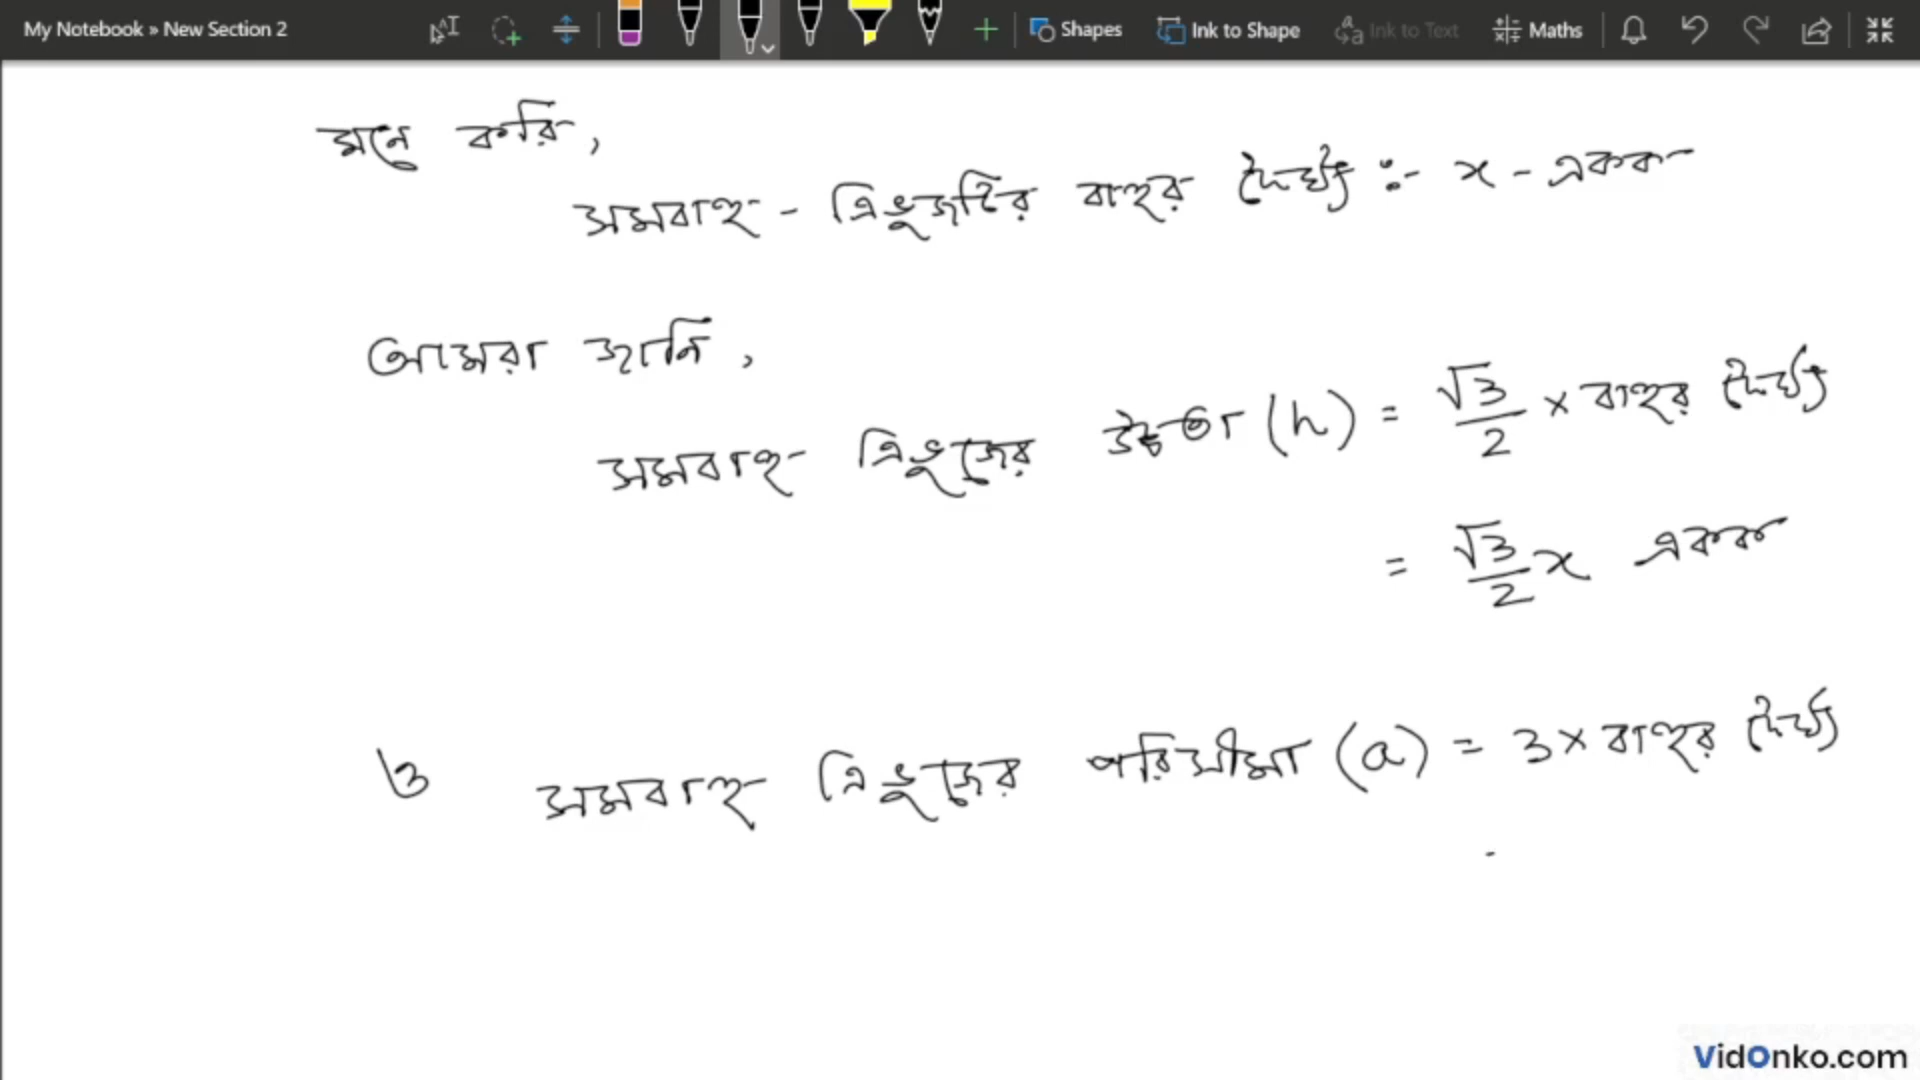 My Notebook » New Section 2 Shapes Ink to Shape Ink to Text Maths
মনে করি,
সমবাহু - ত্রিভুজটির বাহুর দৈর্ঘ্য :- x - একক
আমরা জানি,
সমবাহু ত্রিভুজের উচ্চতা (h) = √3/2 × বাহুর দৈর্ঘ্য
= √3/2 x একক
ও সমবাহু ত্রিভুজের পরিসীমা (a) = 3 × বাহুর দৈর্ঘ্য
VidOnko.com